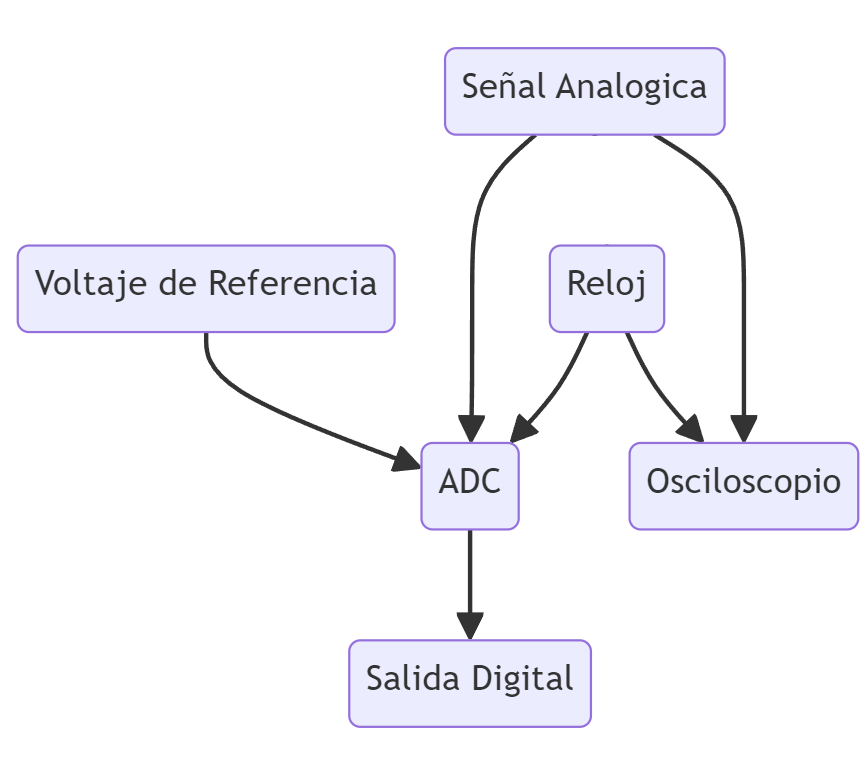 Señal Analogica
Voltaje de Referencia
Reloj
ADC
Osciloscopio
Salida Digital